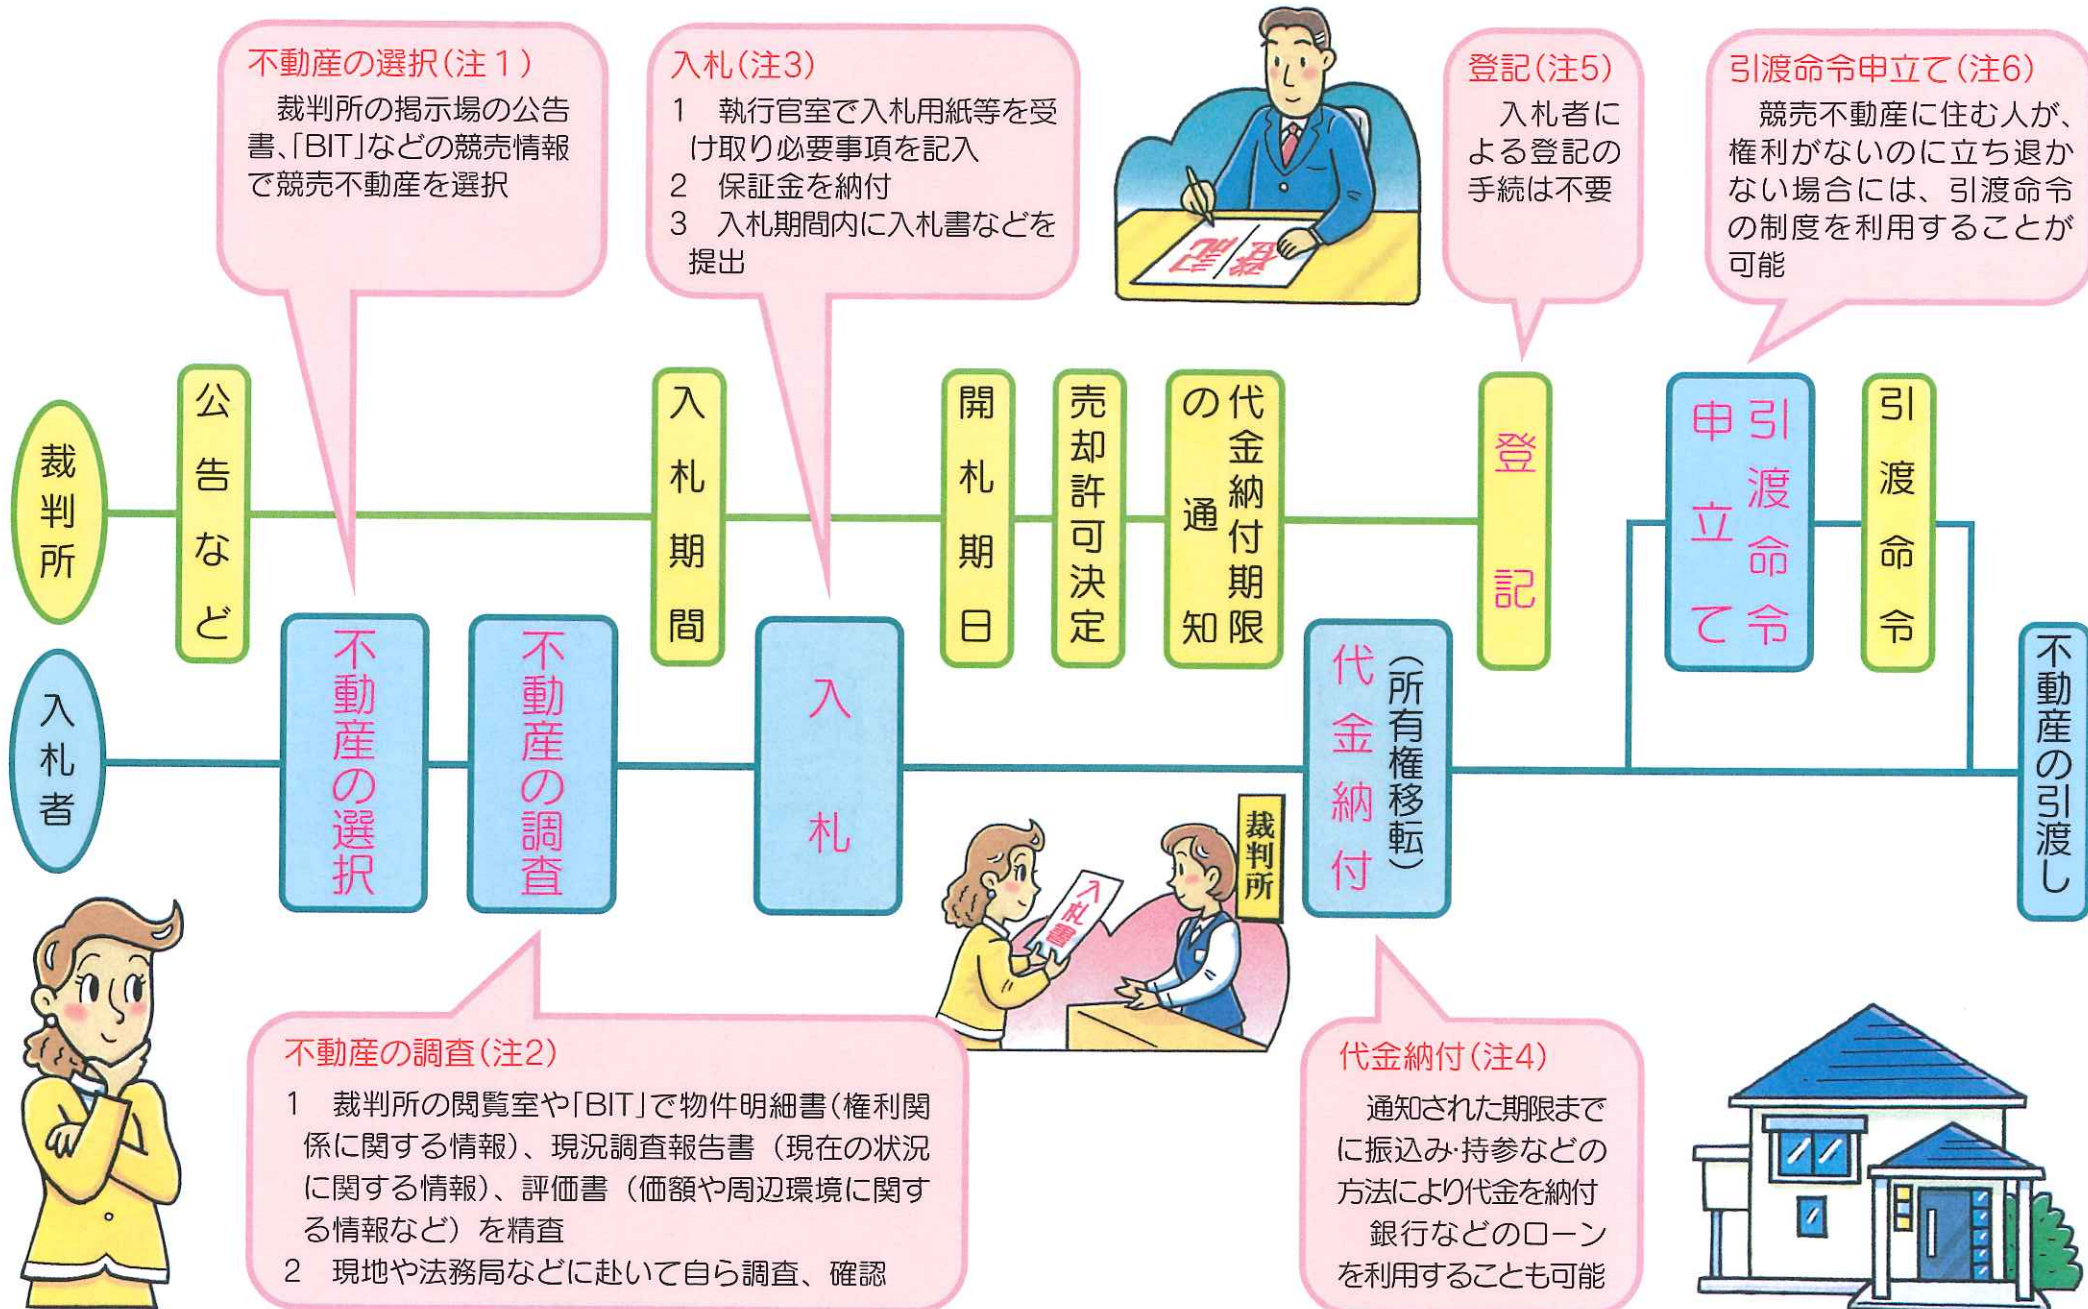 不動産の選択(注1)
　裁判所の掲示場の公告
書、「BIT」などの競売情報
で競売不動産を選択
入札(注3)
1　執行官室で入札用紙等を受
け取り必要事項を記入
2　保証金を納付
3　入札期間内に入札書などを
提出
登記
登記(注5)
　入札者に
よる登記の
手続は不要
引渡命令申立て(注6)
　競売不動産に住む人が、
権利がないのに立ち退か
ない場合には、引渡命令
の制度を利用することが
可能
裁判所
公告など
入札期間
開札期日
売却許可決定
代金納付期限
の通知
登記
引渡命令
申立て
引渡命令
入札者
不動産の選択
不動産の調査
入札
代金納付
(所有権移転)
不動産の引渡し
入札書
裁判所
不動産の調査(注2)
1　裁判所の閲覧室や「BIT」で物件明細書(権利関
係に関する情報)、現況調査報告書（現在の状況
に関する情報)、評価書（価額や周辺環境に関す
る情報など）を精査
2　現地や法務局などに赴いて自ら調査、確認
代金納付(注4)
　通知された期限まで
に振込み・持参などの
方法により代金を納付
　銀行などのローン
を利用することも可能